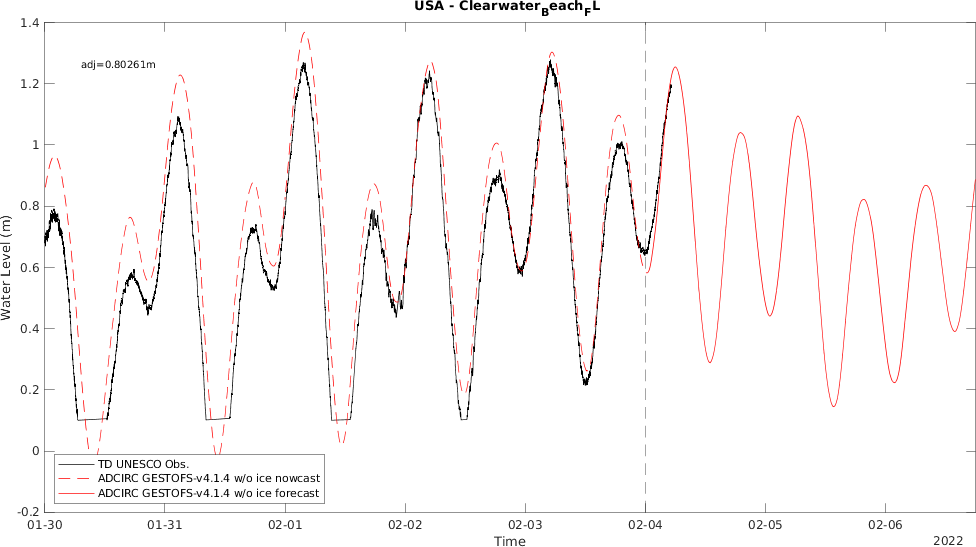 USA - Clearwater_Beach_FL
adj=0.80261m
1.4
1.2
1
0.8
0.6
0.4
0.2
0
-0.2
Water Level (m)
TD UNESCO Obs.
ADCIRC GESTOFS-v4.1.4 w/o ice nowcast
ADCIRC GESTOFS-v4.1.4 w/o ice forecast
01-30 01-31 02-01 02-02 02-03 02-04 02-05 02-06
Time
2022